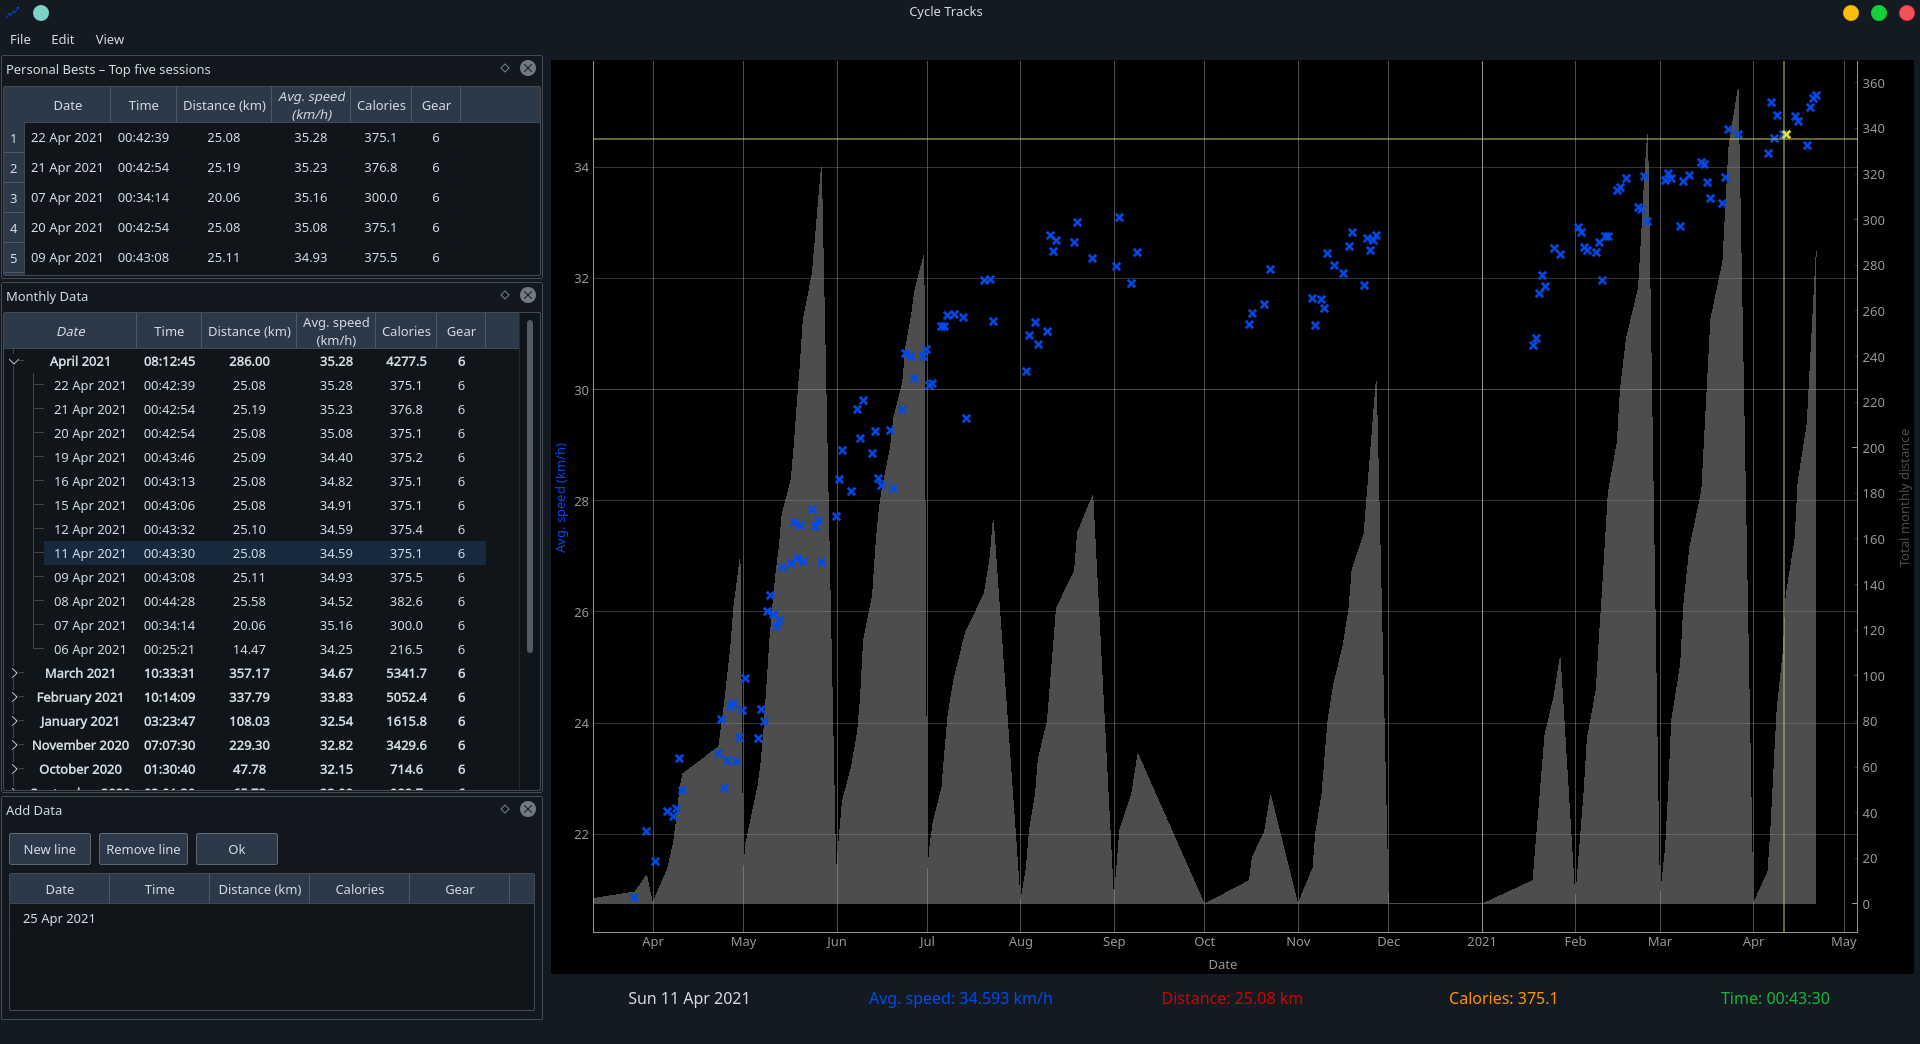 Cycle Tracks
File Edit View
Personal Bests – Top five sessions
Date Time Distance (km) Avg. speed (km/h) Calories Gear
1 22 Apr 2021 00:42:39 25.08 35.28 375.1 6
2 21 Apr 2021 00:42:54 25.19 35.23 376.8 6
3 07 Apr 2021 00:34:14 20.06 35.16 300.0 6
4 20 Apr 2021 00:42:54 25.08 35.08 375.1 6
5 09 Apr 2021 00:43:08 25.11 34.93 375.5 6
Monthly Data
Date Time Distance (km) Avg. speed (km/h) Calories Gear
April 2021 08:12:45 286.00 35.28 4277.5 6
22 Apr 2021 00:42:39 25.08 35.28 375.1 6
21 Apr 2021 00:42:54 25.19 35.23 376.8 6
20 Apr 2021 00:42:54 25.08 35.08 375.1 6
19 Apr 2021 00:43:46 25.09 34.40 375.2 6
16 Apr 2021 00:43:13 25.08 34.82 375.1 6
15 Apr 2021 00:43:06 25.08 34.91 375.1 6
12 Apr 2021 00:43:32 25.10 34.59 375.4 6
11 Apr 2021 00:43:30 25.08 34.59 375.1 6
09 Apr 2021 00:43:08 25.11 34.93 375.5 6
08 Apr 2021 00:44:28 25.58 34.52 382.6 6
07 Apr 2021 00:34:14 20.06 35.16 300.0 6
06 Apr 2021 00:25:21 14.47 34.25 216.5 6
March 2021 10:33:31 357.17 34.67 5341.7 6
February 2021 10:14:09 337.79 33.83 5052.4 6
January 2021 03:23:47 108.03 32.54 1615.8 6
November 2020 07:07:30 229.30 32.82 3429.6 6
October 2020 01:30:40 47.78 32.15 714.6 6
Add Data
New line Remove line Ok
Date Time Distance (km) Calories Gear
25 Apr 2021
Avg. speed (km/h)
34
32
30
28
26
24
22
360
340
320
300
280
260
240
220
200
180
160
140
120
100
80
60
40
20
0
Total monthly distance
Apr May Jun Jul Aug Sep Oct Nov Dec 2021 Feb Mar Apr May
Date
Sun 11 Apr 2021 Avg. speed: 34.593 km/h Distance: 25.08 km Calories: 375.1 Time: 00:43:30